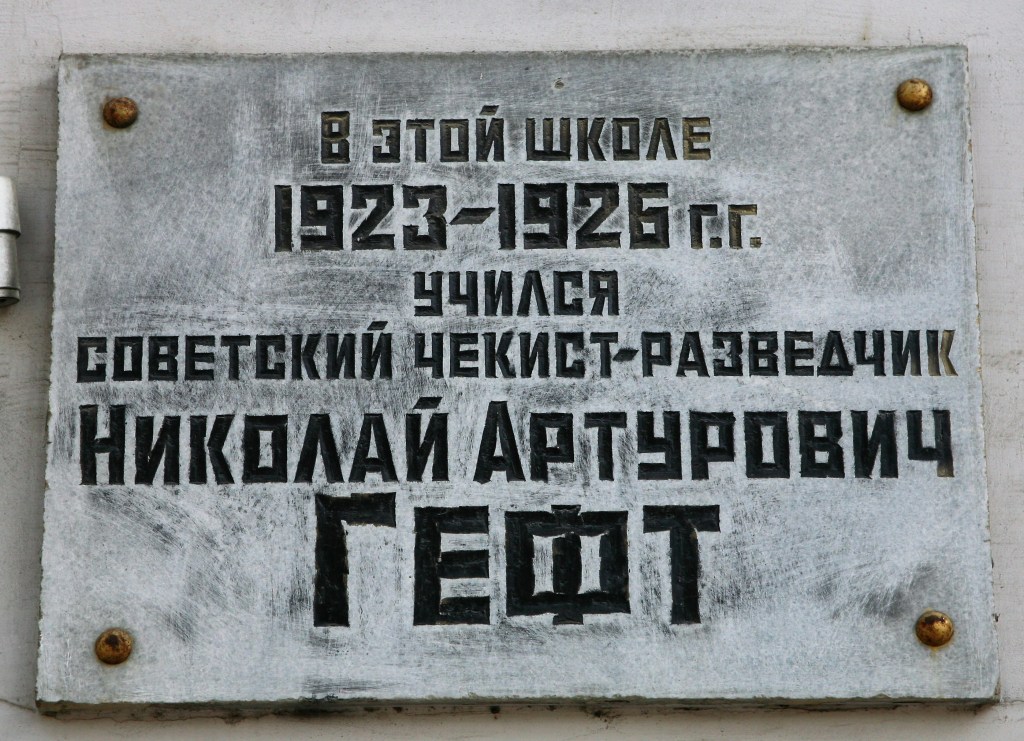 В этой школе
1923-1926 г.г.
учился
советский чекист-разведчик
Николай Артурович
Гефт